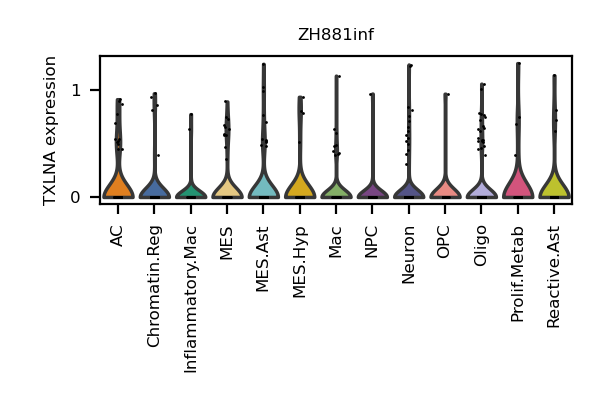 ZH881inf
TXLNA expression
1
0
AC
Chromatin.Reg
Inflammatory.Mac
MES
MES.Ast
MES.Hyp
Mac
NPC
Neuron
OPC
Oligo
Prolif.Metab
Reactive.Ast